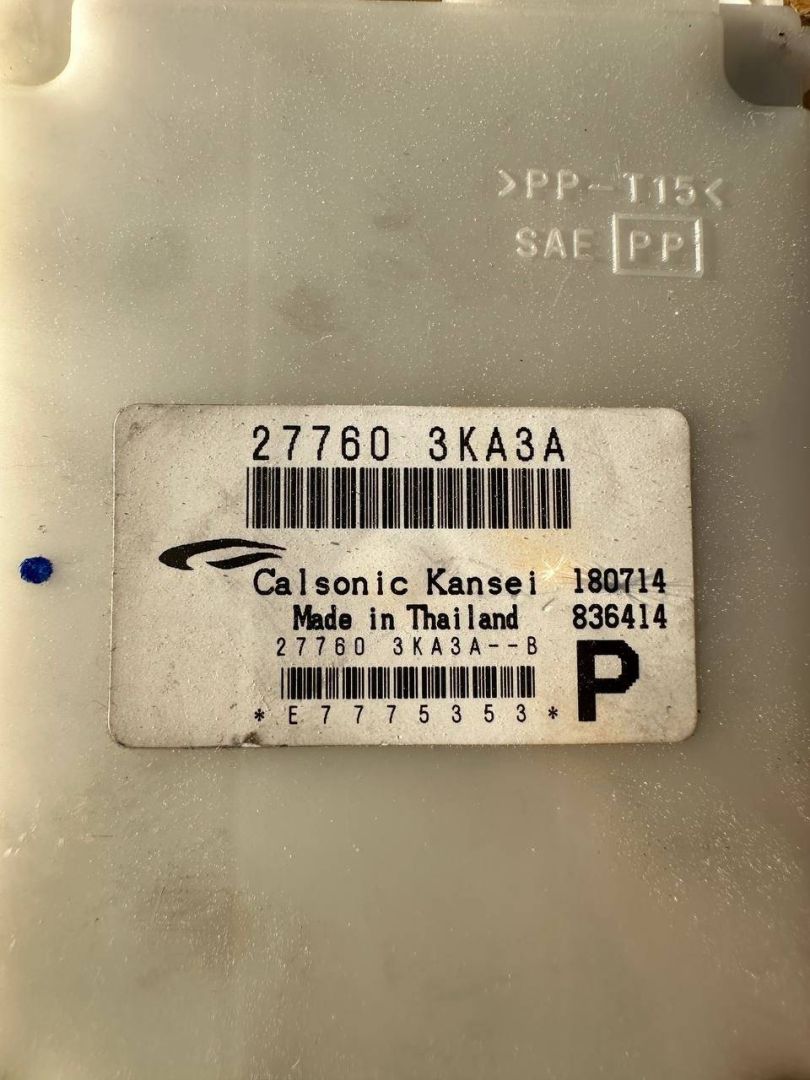 >PP-T15<
SAE PP
27760 3KA3A
Calsonic Kansei 180714
Made in Thailand 836414
27760 3KA3A--B
P
*E7775353*